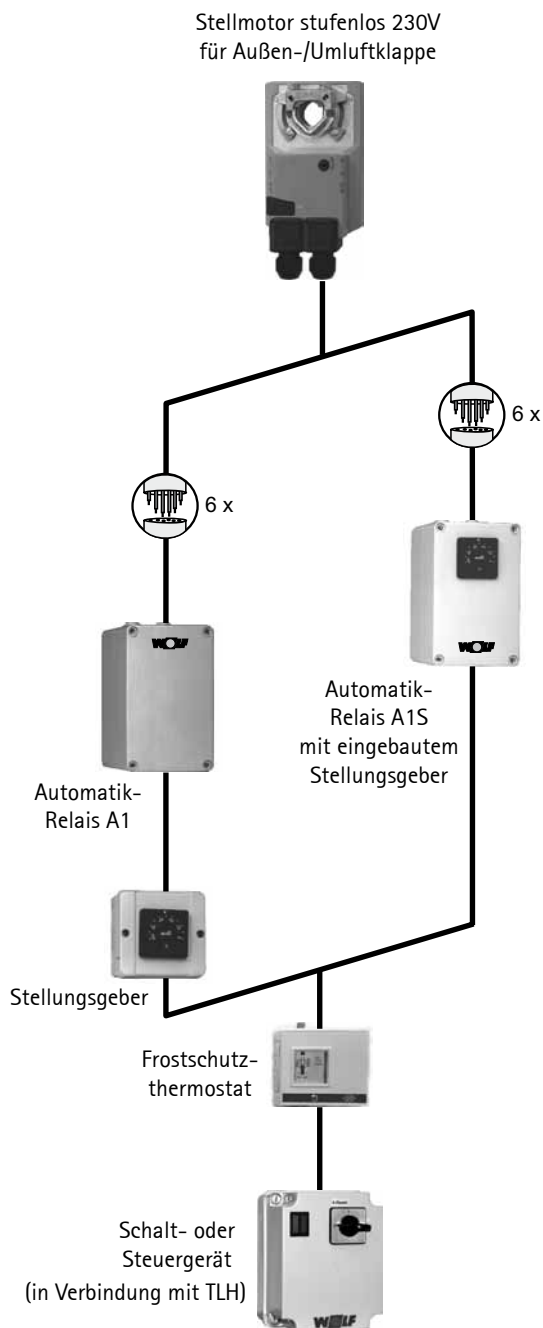 Stellmotor stufenlos 230V
für Außen-/Umluftklappe
6 x
6 x
WOLF
WOLF
Automatik-
Relais A1S
mit eingebautem
Stellungsgeber
Automatik-
Relais A1
Stellungsgeber
Frostschutz-
thermostat
Schalt- oder
Steuergerät
(in Verbindung mit TLH)
WOLF